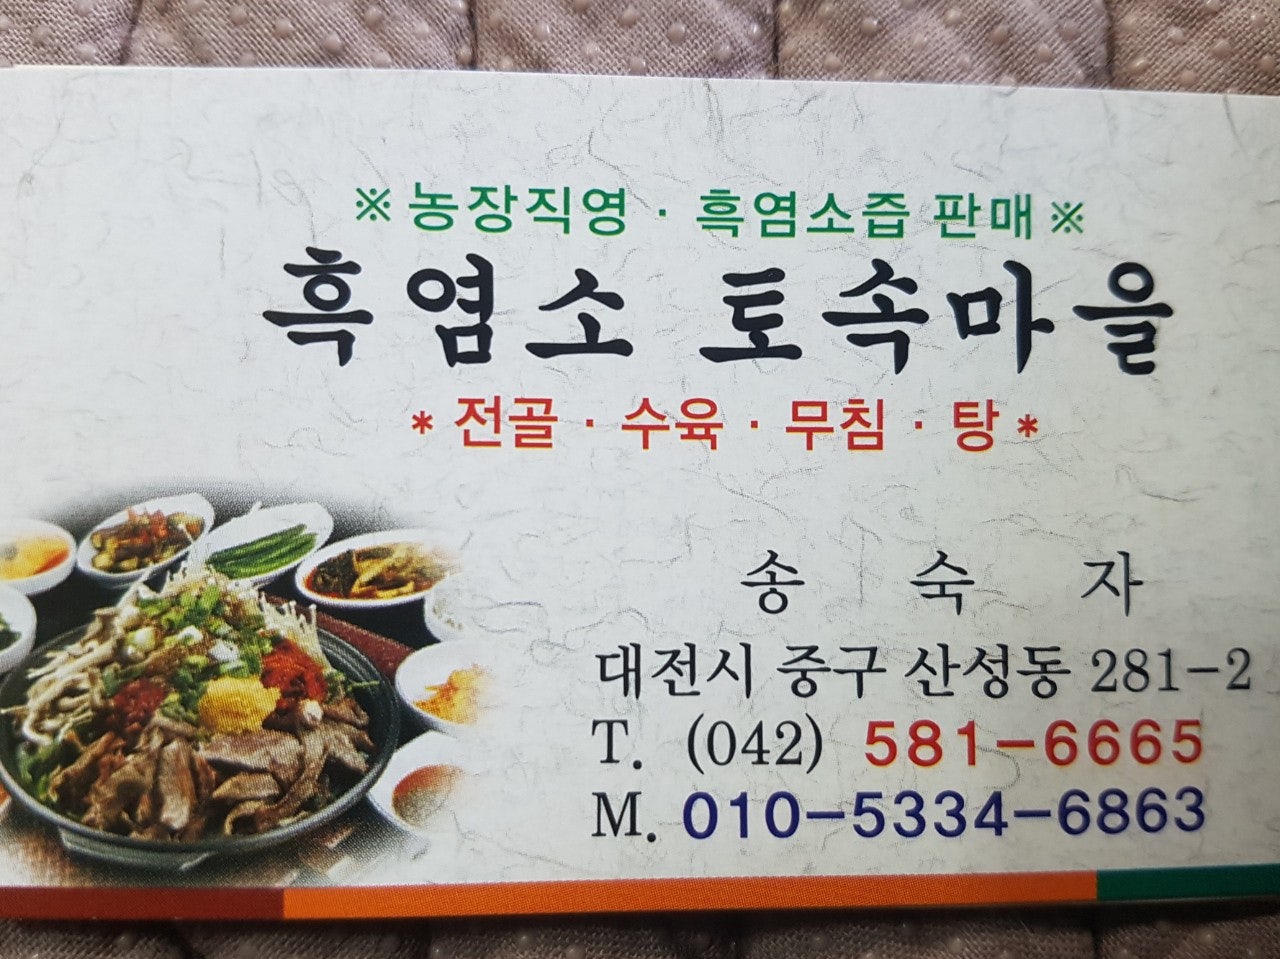 ※농장직영 · 흑염소즙 판매※
흑염소 토속마을
*전골 · 수육 · 무침 · 탕*
송 숙 자
대전시 중구 산성동 281-2
T. (042) 581-6665
M. 010-5334-6863